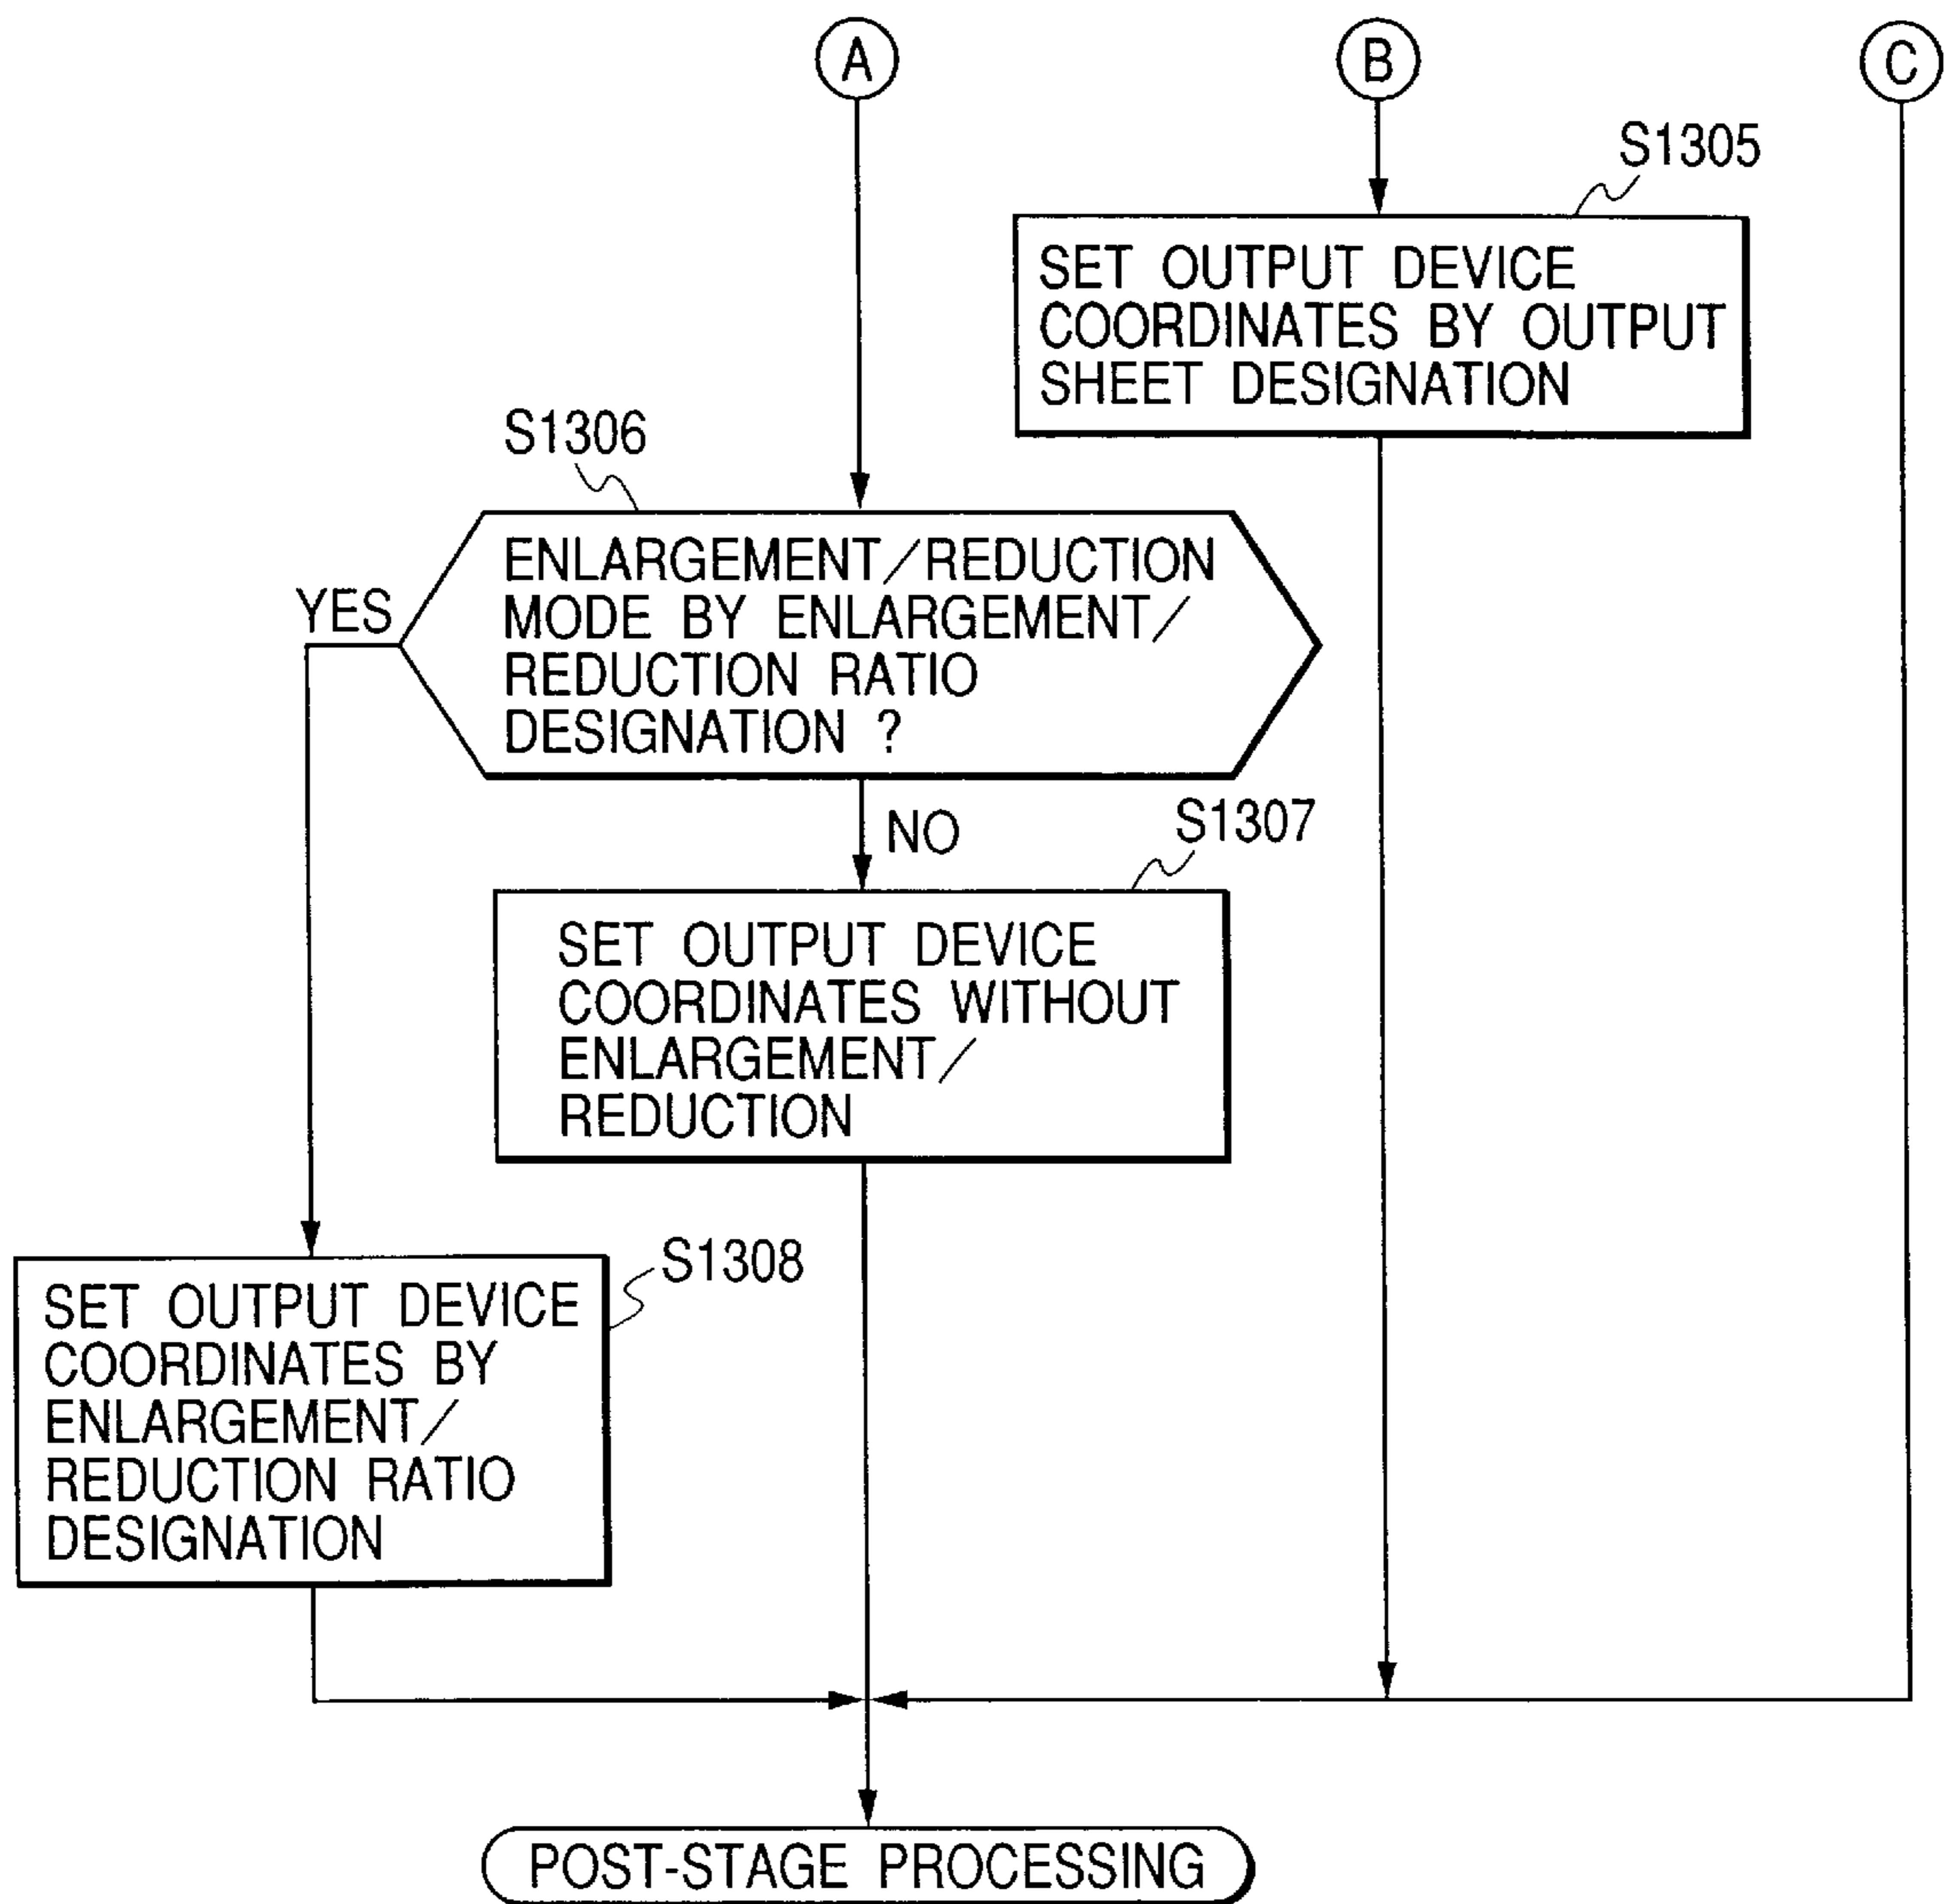 A
B
C
S1305
SET OUTPUT DEVICE
COORDINATES BY OUTPUT
SHEET DESIGNATION
S1306
ENLARGEMENT/REDUCTION
MODE BY ENLARGEMENT/
REDUCTION RATIO
DESIGNATION ?
YES
NO
S1307
SET OUTPUT DEVICE
COORDINATES WITHOUT
ENLARGEMENT/
REDUCTION
S1308
SET OUTPUT DEVICE
COORDINATES BY
ENLARGEMENT/
REDUCTION RATIO
DESIGNATION
POST-STAGE PROCESSING